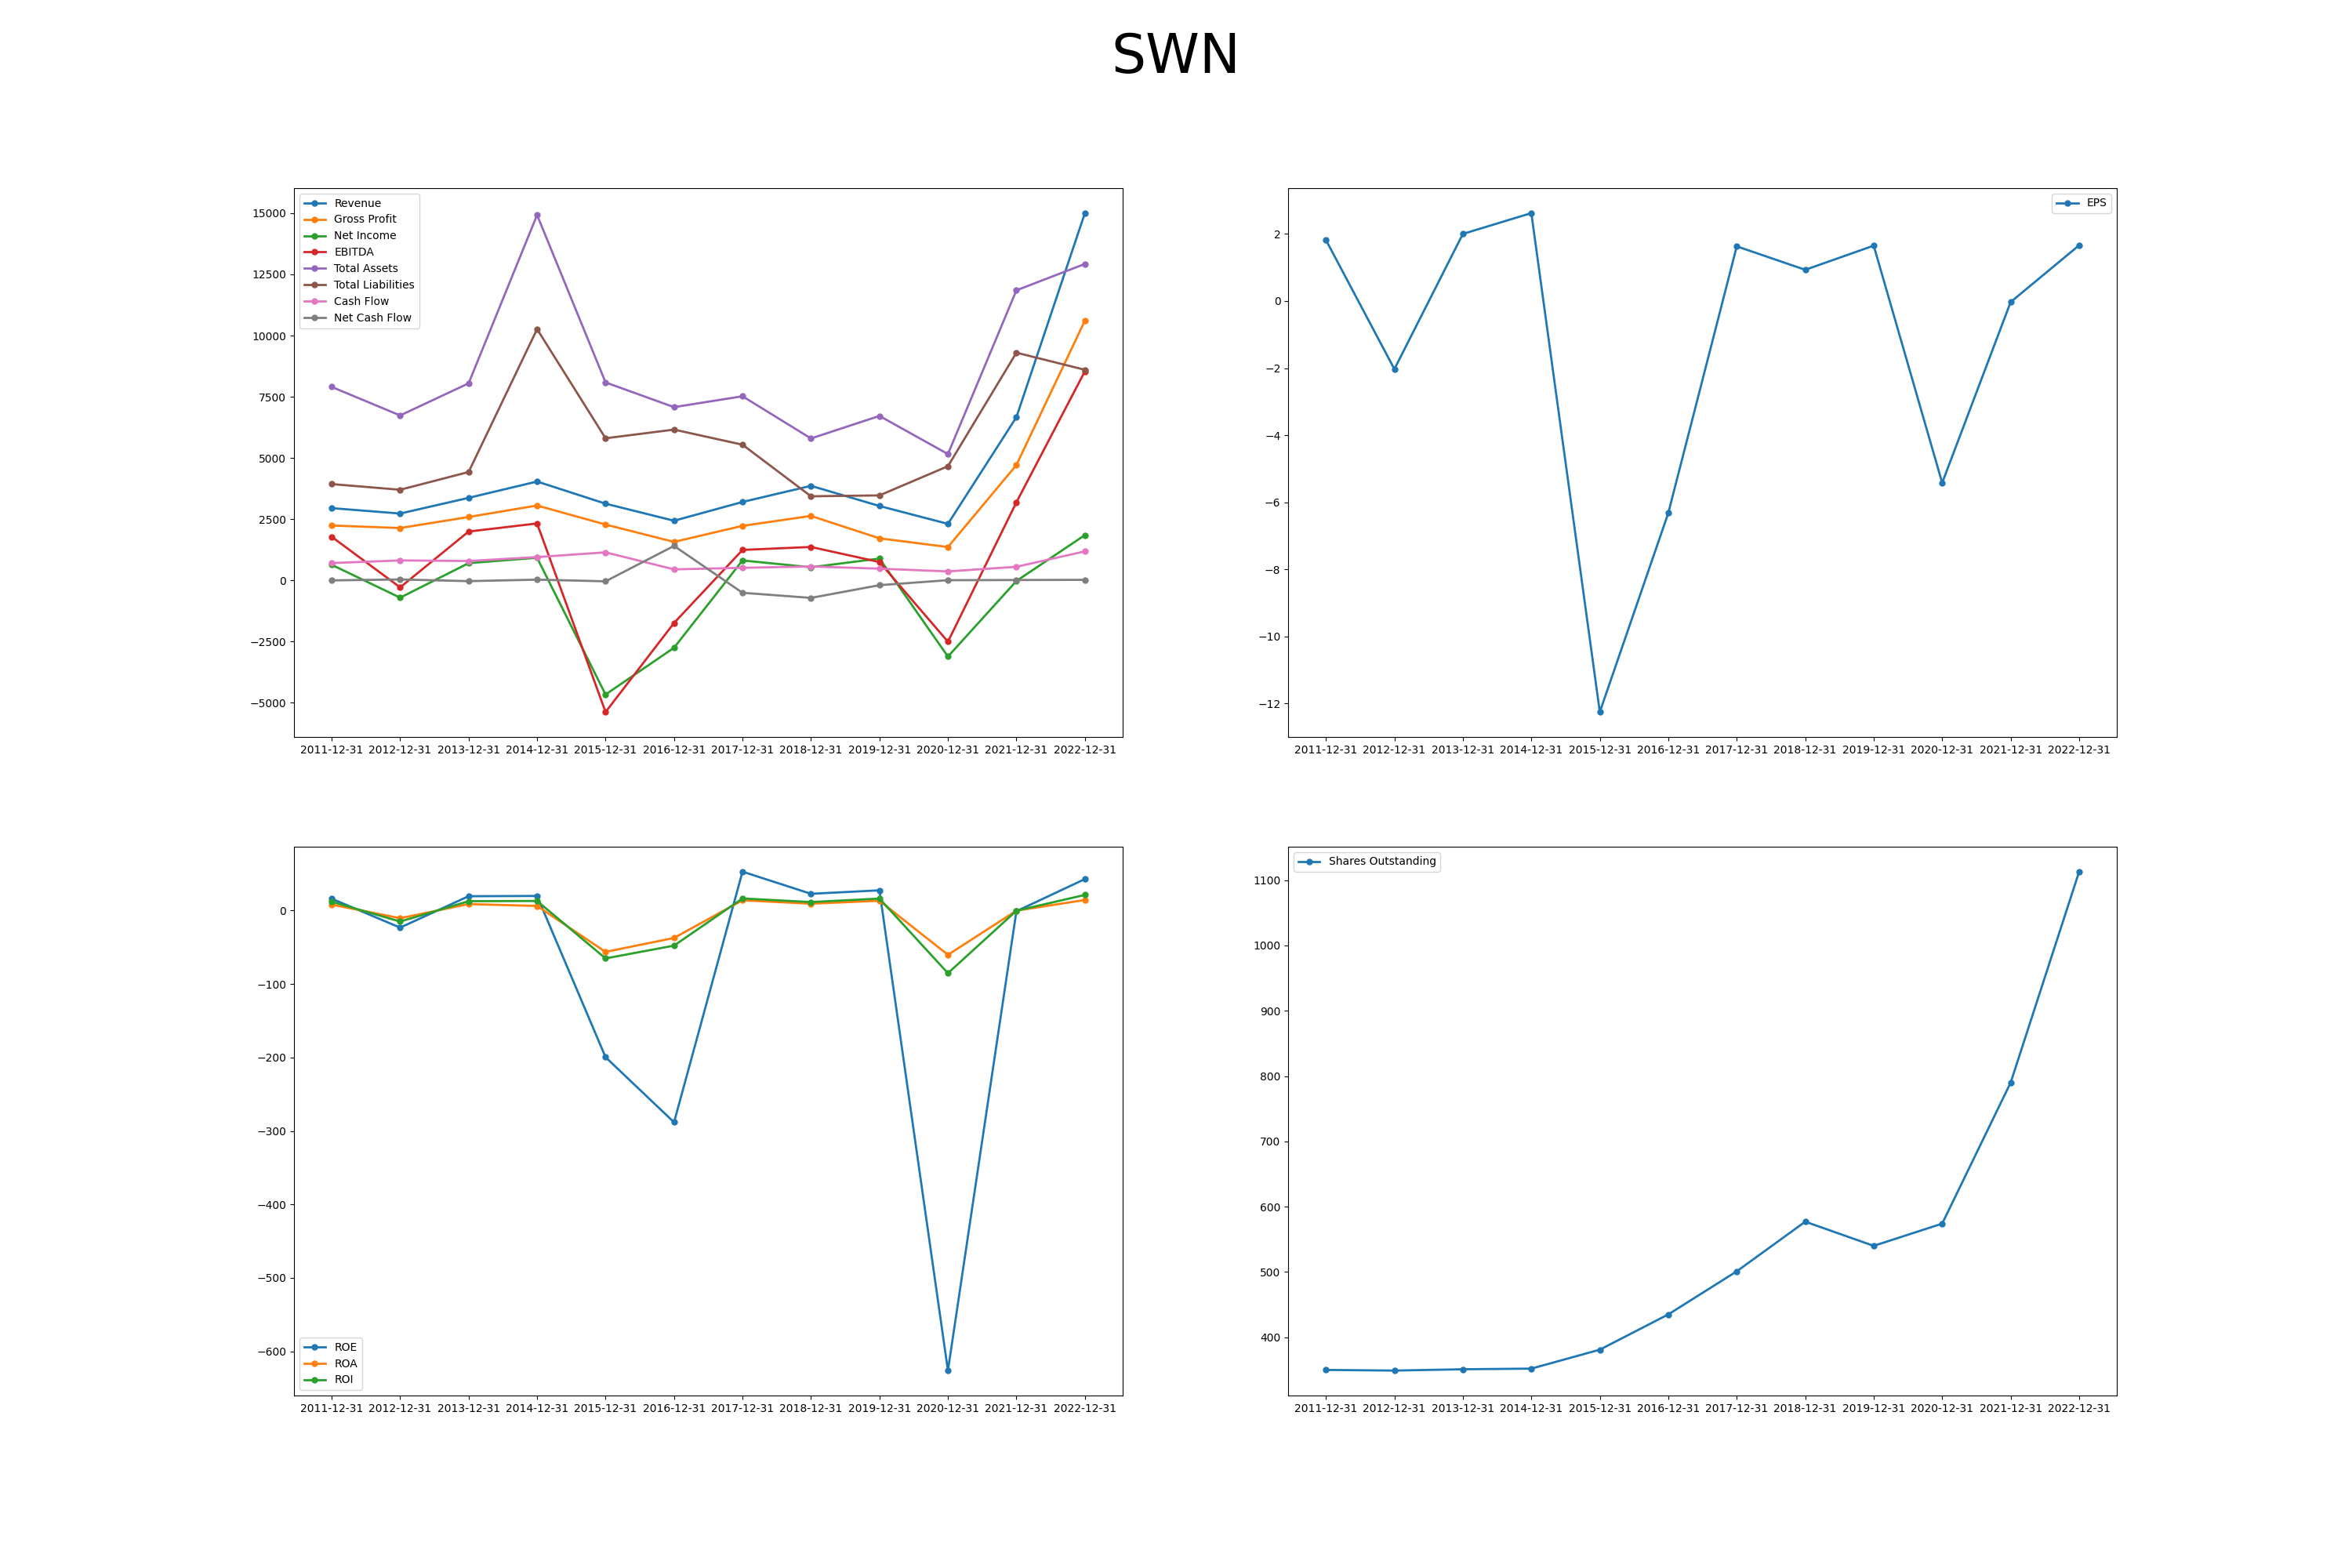 SWN
Revenue
Gross Profit
Net Income
EBITDA
Total Assets
Total Liabilities
Cash Flow
Net Cash Flow
15000
12500
10000
7500
5000
2500
0
−2500
−5000
2011-12-31 2012-12-31 2013-12-31 2014-12-31 2015-12-31 2016-12-31 2017-12-31 2018-12-31 2019-12-31 2020-12-31 2021-12-31 2022-12-31
EPS
2
0
−2
−4
−6
−8
−10
−12
2011-12-31 2012-12-31 2013-12-31 2014-12-31 2015-12-31 2016-12-31 2017-12-31 2018-12-31 2019-12-31 2020-12-31 2021-12-31 2022-12-31
0
−100
−200
−300
−400
−500
−600
ROE
ROA
ROI
2011-12-31 2012-12-31 2013-12-31 2014-12-31 2015-12-31 2016-12-31 2017-12-31 2018-12-31 2019-12-31 2020-12-31 2021-12-31 2022-12-31
Shares Outstanding
1100
1000
900
800
700
600
500
400
2011-12-31 2012-12-31 2013-12-31 2014-12-31 2015-12-31 2016-12-31 2017-12-31 2018-12-31 2019-12-31 2020-12-31 2021-12-31 2022-12-31